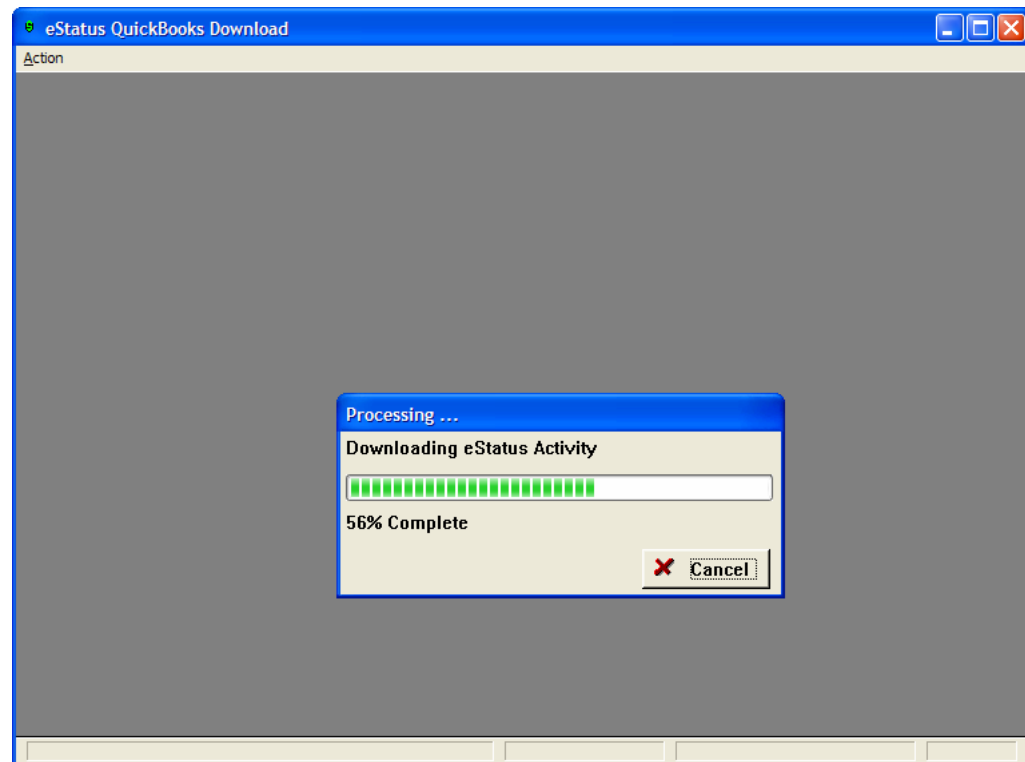 eStatus QuickBooks Download
Action
Processing ...
Downloading eStatus Activity
56% Complete
Cancel